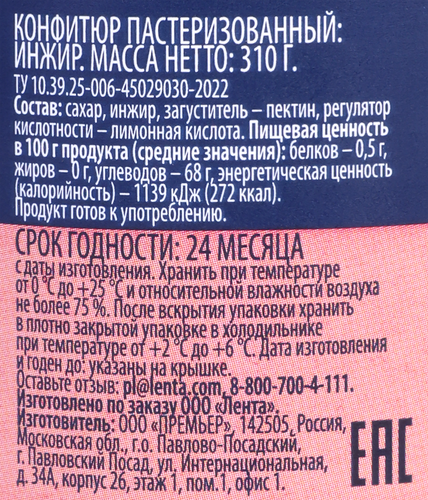 КОНФИТЮР ПАСТЕРИЗОВАННЫЙ:
ИНЖИР. МАССА НЕТТО: 310 Г.
ТУ 10.39.25-006-45029030-2022
Состав: сахар, инжир, загуститель – пектин, регулятор
кислотности – лимонная кислота. Пищевая ценность
в 100 г продукта (средние значения): белков – 0,5 г,
жиров – 0 г, углеводов – 68 г, энергетическая ценность
(калорийность) – 1139 кДж (272 ккал).
Продукт готов к употреблению.
СРОК ГОДНОСТИ: 24 МЕСЯЦА
с даты изготовления. Хранить при температуре
от 0 °С до +25 °С и относительной влажности воздуха
не более 75 %. После вскрытия упаковки хранить
в плотно закрытой упаковке в холодильнике
при температуре от +2 °С до +6 °С. Дата изготовления
и годен до: указаны на крышке.
Оставьте отзыв: pl@lenta.com, 8-800-700-4-111.
Изготовлено по заказу ООО «Лента».
Изготовитель: ООО «ПРЕМЬЕР», 142505, Россия,
Московская обл., г.о. Павлово-Посадский,
г. Павловский Посад, ул. Интернациональная,
д. 34А, корпус 26, этаж 1, пом.1, офис 1.
ЕАС